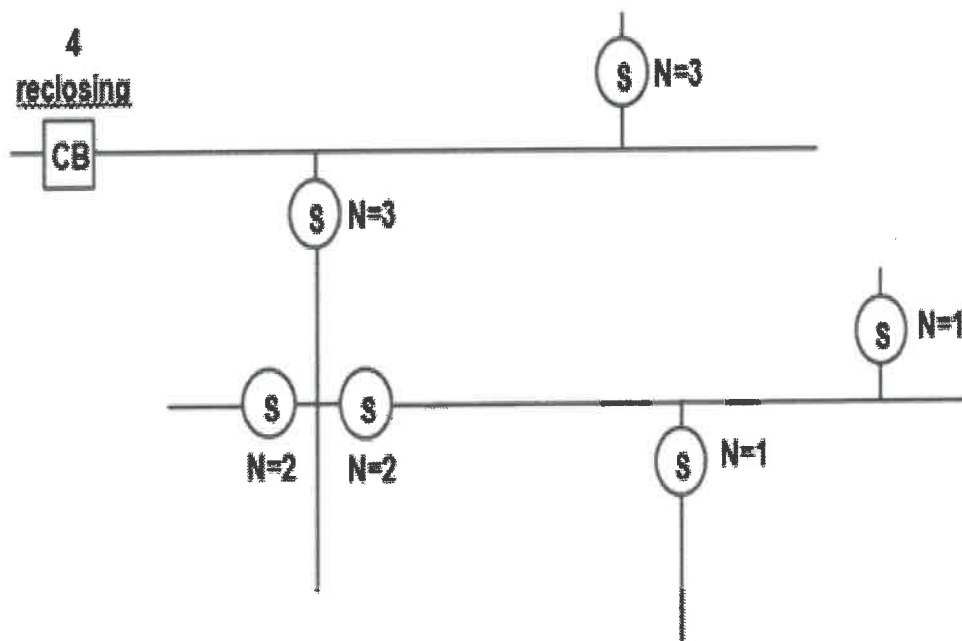 4
reclosing
CB
S N=3
S N=3
S N=1
S S
N=2 N=2
S N=1